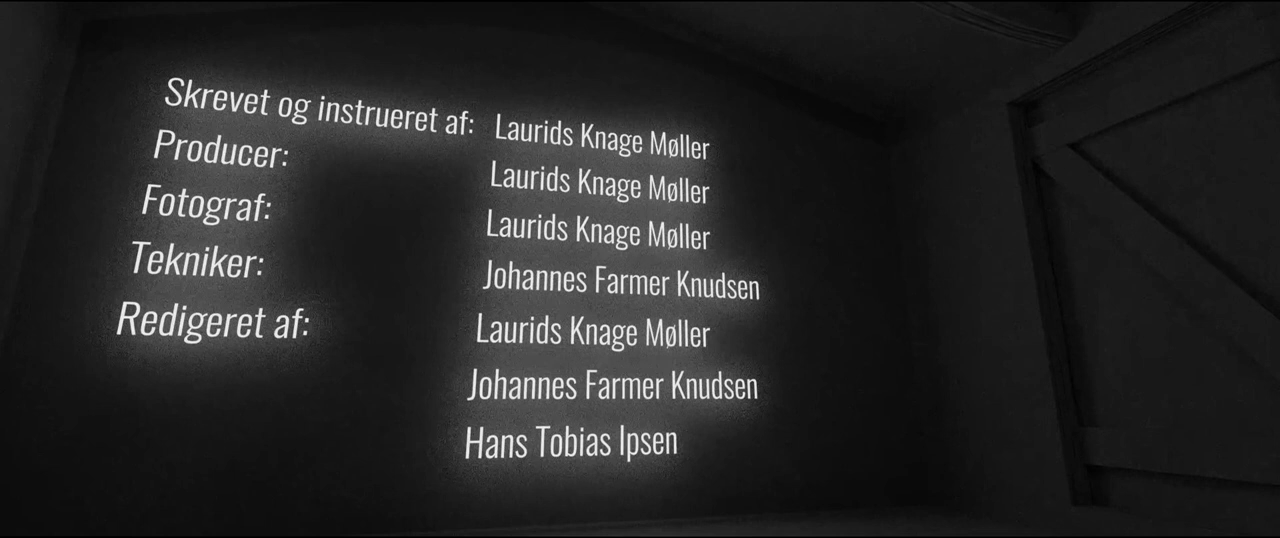 Skrevet og instrueret af: Laurids Knage Møller
Producer: Laurids Knage Møller
Fotograf: Laurids Knage Møller
Tekniker: Johannes Farmer Knudsen
Redigeret af: Laurids Knage Møller
Johannes Farmer Knudsen
Hans Tobias Ipsen